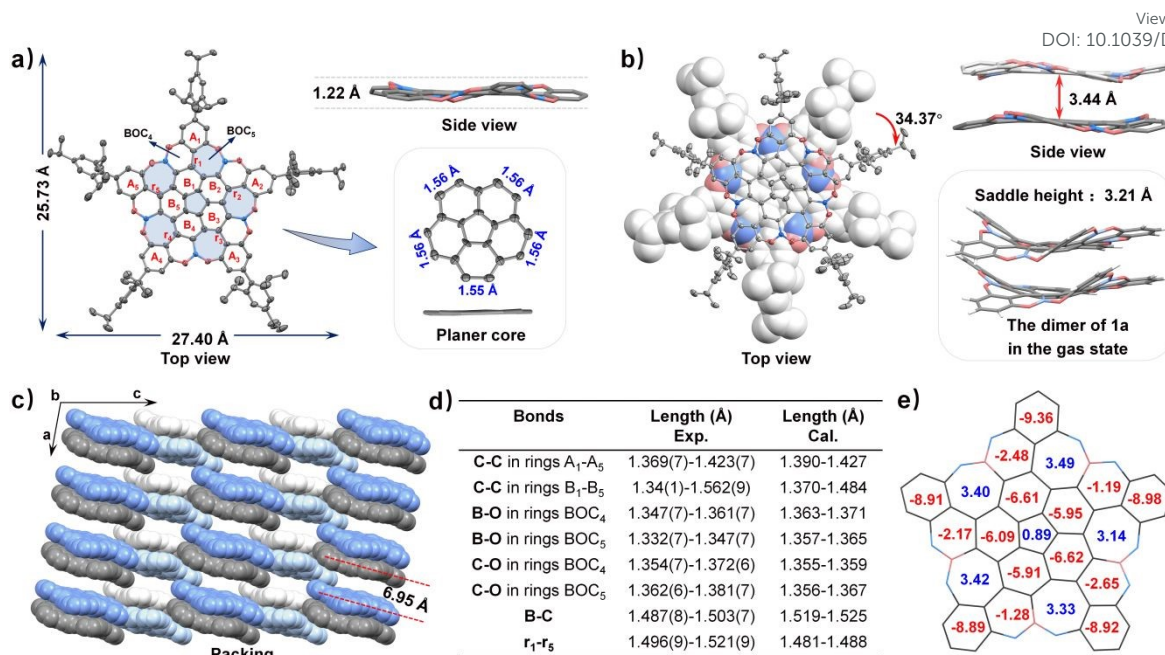 View
DOI: 10.1039/D
a)
25.73 Å
27.40 Å
Top view
BOC4
BOC5
A1
r1
A5
r5
B1
B2
A2
r2
B5
B3
B4
r4
r3
A4
A3
1.22 Å
Side view
1.56 Å
1.56 Å
1.56 Å
1.56 Å
1.55 Å
Planer core
b)
34.37°
Top view
3.44 Å
Side view
Saddle height : 3.21 Å
The dimer of 1a
in the gas state
c)
b
c
a
6.95 Å
Packing
d)
Bonds Length (Å) Exp. Length (Å) Cal.
C-C in rings A1-A5 1.369(7)-1.423(7) 1.390-1.427
C-C in rings B1-B5 1.34(1)-1.562(9) 1.370-1.484
B-O in rings BOC4 1.347(7)-1.361(7) 1.363-1.371
B-O in rings BOC5 1.332(7)-1.347(7) 1.357-1.365
C-O in rings BOC4 1.354(7)-1.372(6) 1.355-1.359
C-O in rings BOC5 1.362(6)-1.381(7) 1.356-1.367
B-C 1.487(8)-1.503(7) 1.519-1.525
r1-r5 1.496(9)-1.521(9) 1.481-1.488
e)
-9.36
-2.48
3.49
3.40
-6.61
-1.19
-8.91
-5.95
-8.98
-2.17
-6.09
0.89
3.14
-6.62
3.42
-5.91
-2.65
-1.28
3.33
-8.89
-8.92